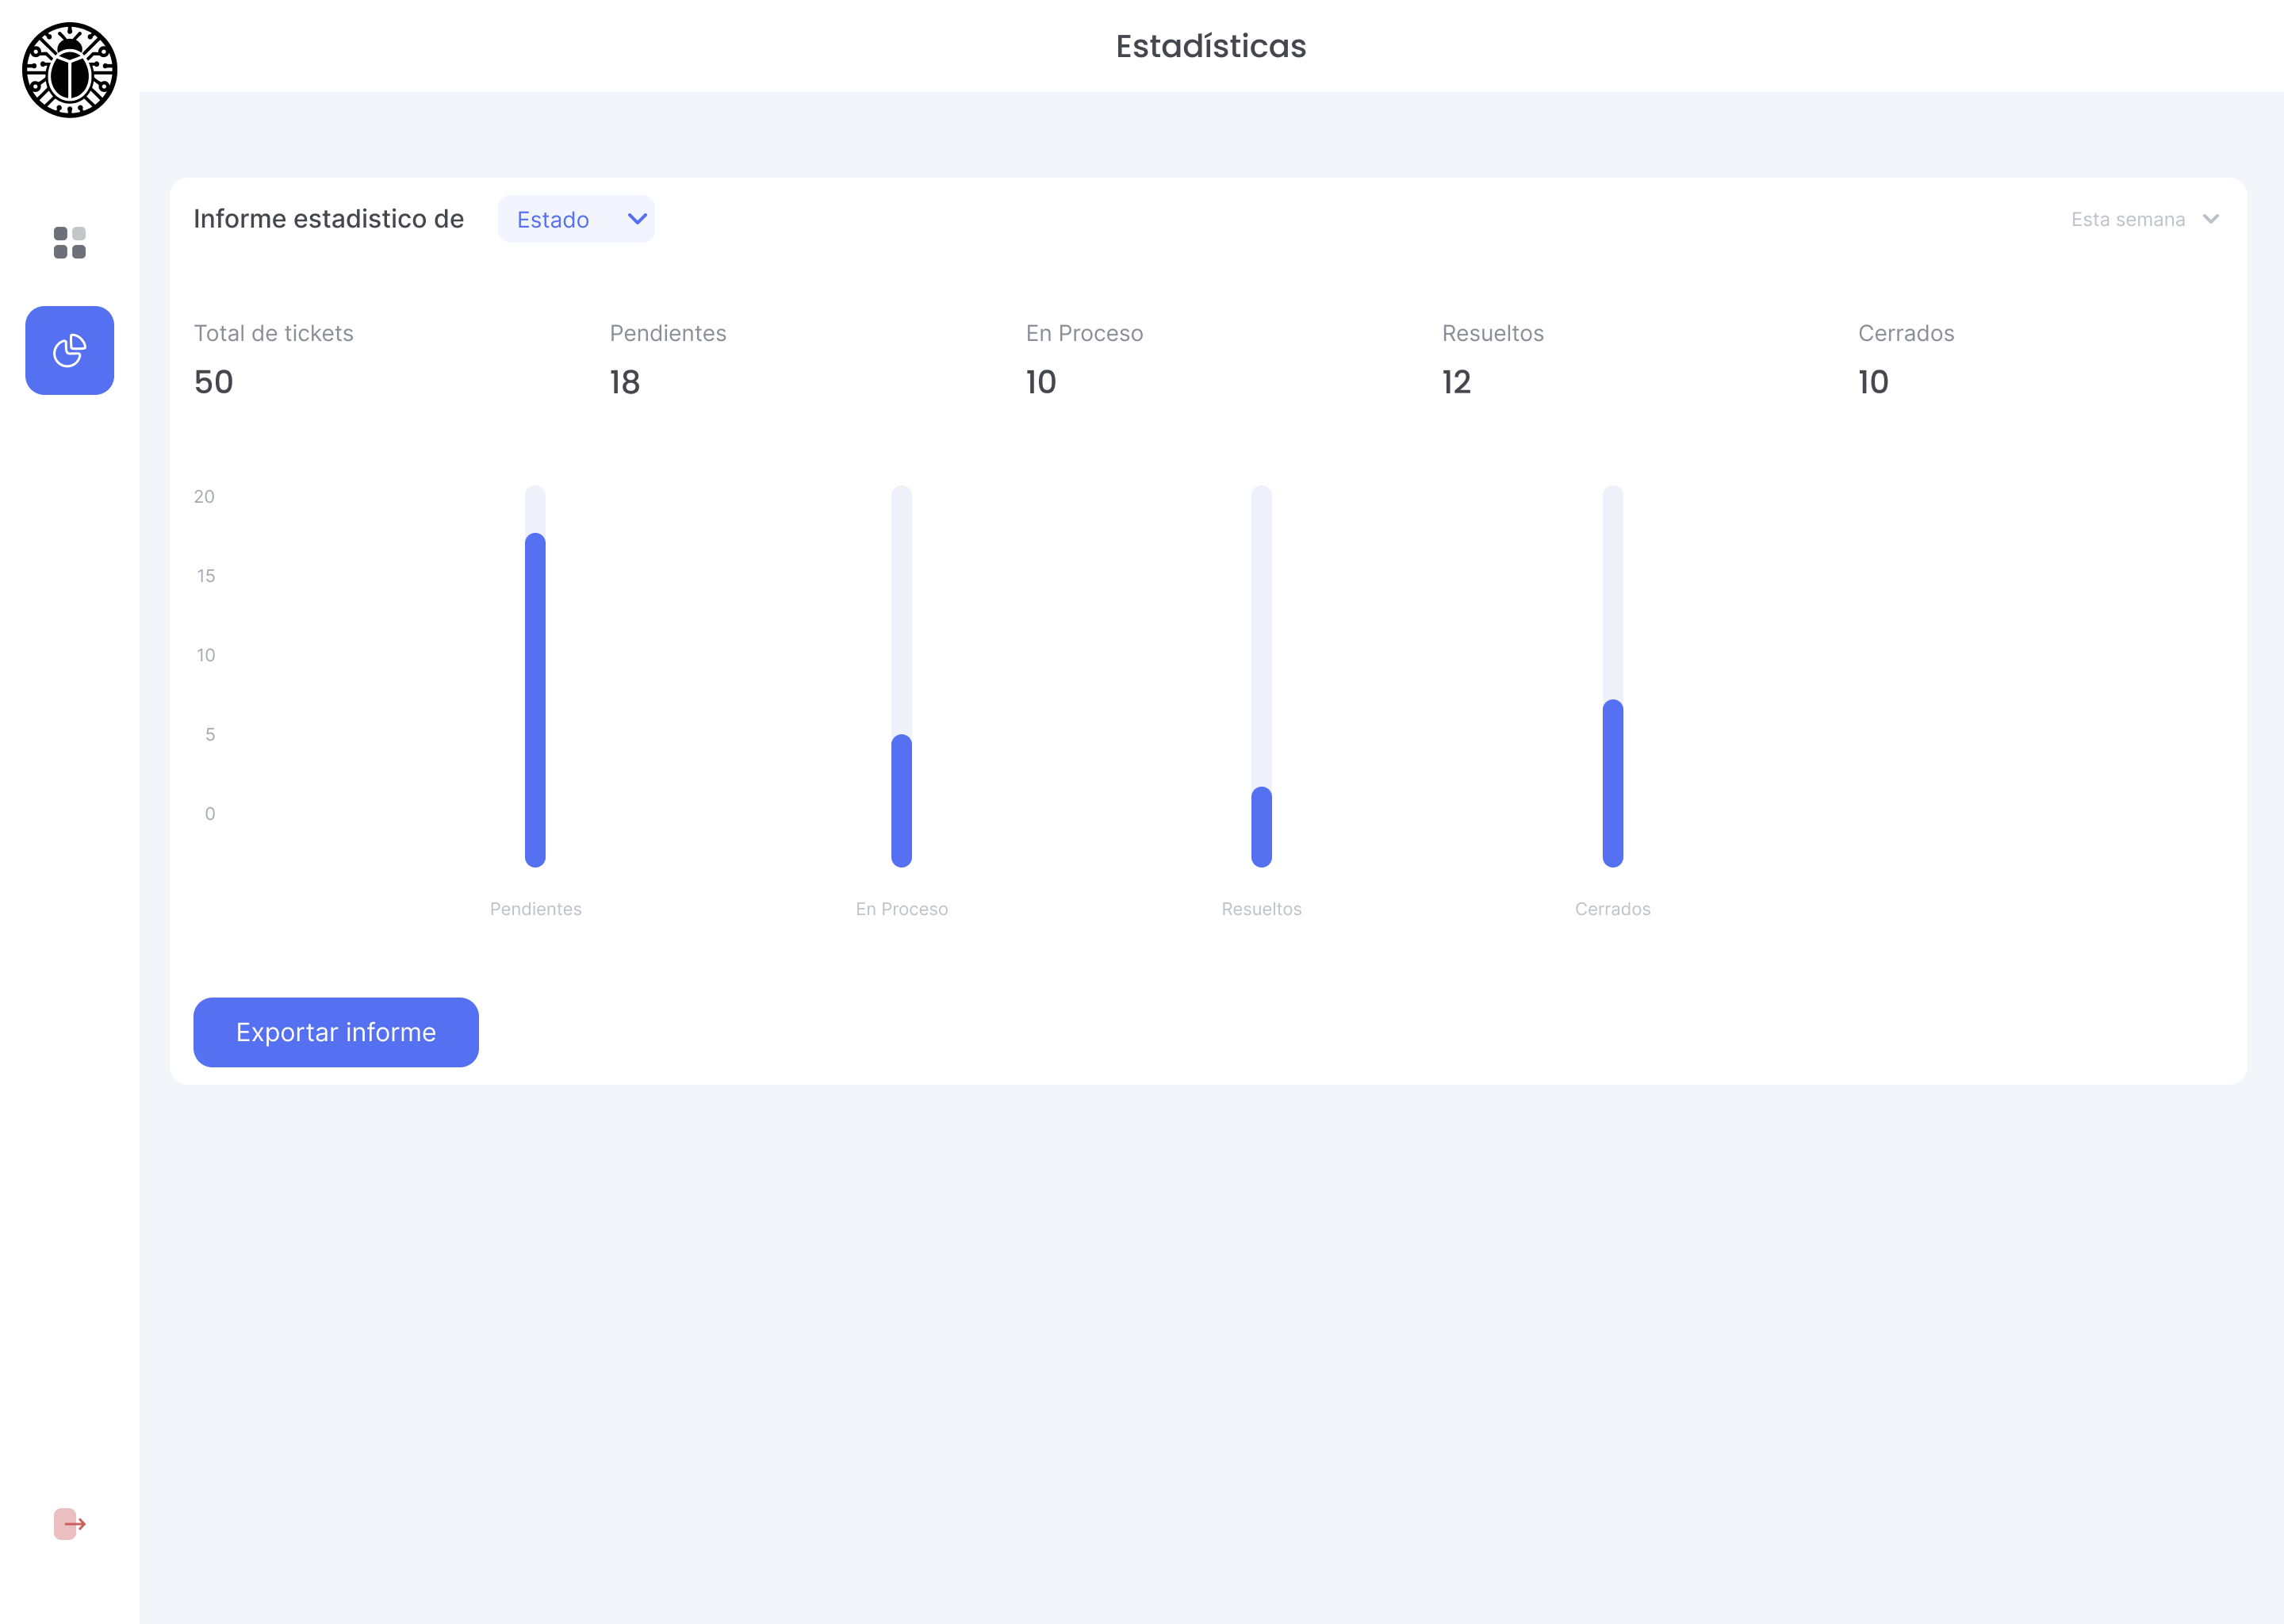 Estadísticas
Informe estadistico de
Estado
Esta semana
Total de tickets
Pendientes
En Proceso
Resueltos
Cerrados
50
18
10
12
10
20
15
10
5
0
Pendientes
En Proceso
Resueltos
Cerrados
Exportar informe